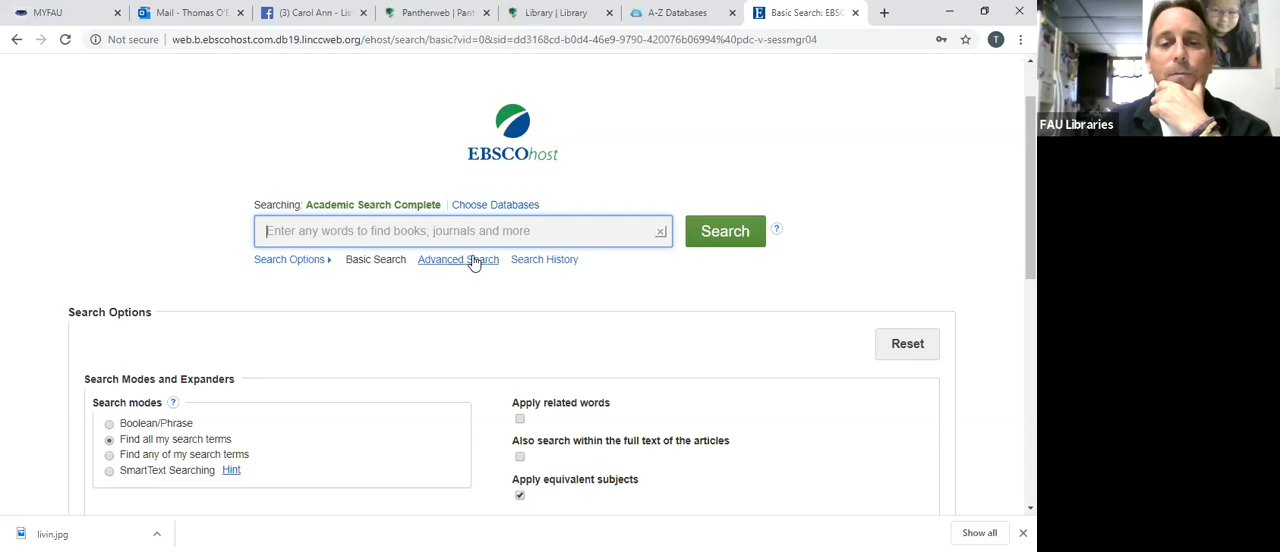 MYFAU
Mail - Thomas O'B
(3) Carol Ann - Lis
Pantherweb | Pant
Library | Library
A-Z Databases
Basic Search: EBSC
Not secure | web.b.ebscohost.com.db19.linccweb.org/ehost/search/basic?vid=0&sid=dd3168cd-b0d4-46e9-9790-420076b06994%40pdc-v-sessmgr04
T
FAU Libraries
EBSCOhost
Searching: Academic Search Complete | Choose Databases
Enter any words to find books, journals and more
Search
?
Search Options Basic Search Advanced Search Search History
Search Options
Reset
Search Modes and Expanders
Search modes ?
Boolean/Phrase
Find all my search terms
Find any of my search terms
SmartText Searching Hint
Apply related words
Also search within the full text of the articles
Apply equivalent subjects
livin.jpg
Show all